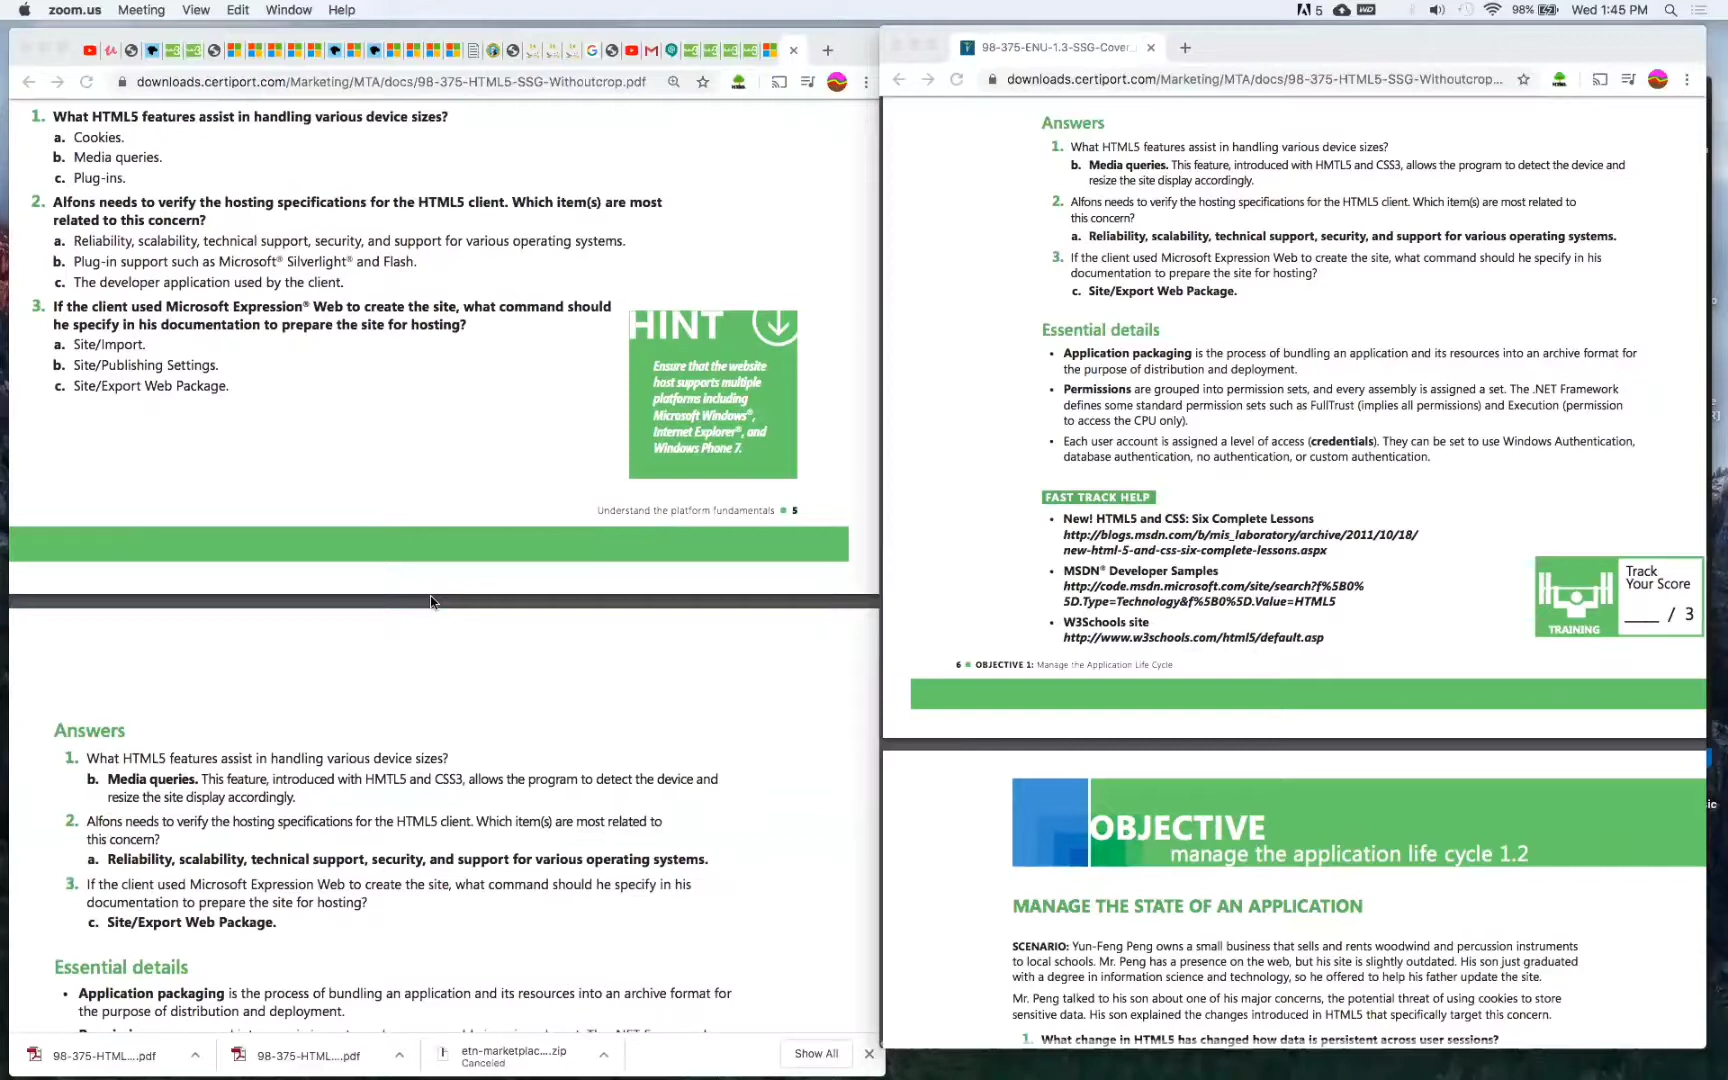 zoom.us Meeting View Edit Window Help
5
98%
Wed 1:45 PM
downloads.certiport.com/Marketing/MTA/docs/98-375-HTML5-SSG-Withoutcrop.pdf
1. What HTML5 features assist in handling various device sizes?
a. Cookies.
b. Media queries.
c. Plug-ins.
2. Alfons needs to verify the hosting specifications for the HTML5 client. Which item(s) are most
related to this concern?
a. Reliability, scalability, technical support, security, and support for various operating systems.
b. Plug-in support such as Microsoft® Silverlight® and Flash.
c. The developer application used by the client.
3. If the client used Microsoft Expression® Web to create the site, what command should
he specify in his documentation to prepare the site for hosting?
a. Site/Import.
b. Site/Publishing Settings.
c. Site/Export Web Package.
HINT
Ensure that the website
host supports multiple
platforms including
Microsoft Windows®,
Internet Explorer®, and
Windows Phone 7.
Understand the platform fundamentals 5
Answers
1. What HTML5 features assist in handling various device sizes?
b. Media queries. This feature, introduced with HMTL5 and CSS3, allows the program to detect the device and
resize the site display accordingly.
2. Alfons needs to verify the hosting specifications for the HTML5 client. Which item(s) are most related to
this concern?
a. Reliability, scalability, technical support, security, and support for various operating systems.
3. If the client used Microsoft Expression Web to create the site, what command should he specify in his
documentation to prepare the site for hosting?
c. Site/Export Web Package.
Essential details
• Application packaging is the process of bundling an application and its resources into an archive format for
the purpose of distribution and deployment.
98-375-HTML....pdf
98-375-HTML....pdf
etn-marketplac....zip
Canceled
Show All
98-375-ENU-1.3-SSG-Cover
downloads.certiport.com/Marketing/MTA/docs/98-375-HTML5-SSG-Withoutcrop...
Answers
1. What HTML5 features assist in handling various device sizes?
b. Media queries. This feature, introduced with HMTL5 and CSS3, allows the program to detect the device and
resize the site display accordingly.
2. Alfons needs to verify the hosting specifications for the HTML5 client. Which item(s) are most related to
this concern?
a. Reliability, scalability, technical support, security, and support for various operating systems.
3. If the client used Microsoft Expression Web to create the site, what command should he specify in his
documentation to prepare the site for hosting?
c. Site/Export Web Package.
Essential details
• Application packaging is the process of bundling an application and its resources into an archive format for
the purpose of distribution and deployment.
• Permissions are grouped into permission sets, and every assembly is assigned a set. The .NET Framework
defines some standard permission sets such as FullTrust (implies all permissions) and Execution (permission
to access the CPU only).
• Each user account is assigned a level of access (credentials). They can be set to use Windows Authentication,
database authentication, no authentication, or custom authentication.
FAST TRACK HELP
• New! HTML5 and CSS: Six Complete Lessons
http://blogs.msdn.com/b/mis_laboratory/archive/2011/10/18/
new-html-5-and-css-six-complete-lessons.aspx
• MSDN® Developer Samples
http://code.msdn.microsoft.com/site/search?f%5B0%
5D.Type=Technology&f%5B0%5D.Value=HTML5
• W3Schools site
http://www.w3schools.com/html5/default.asp
TRAINING
Track
Your Score
____ / 3
6 OBJECTIVE 1: Manage the Application Life Cycle
OBJECTIVE
manage the application life cycle 1.2
MANAGE THE STATE OF AN APPLICATION
SCENARIO: Yun-Feng Peng owns a small business that sells and rents woodwind and percussion instruments
to local schools. Mr. Peng has a presence on the web, but his site is slightly outdated. His son just graduated
with a degree in information science and technology, so he offered to help his father update the site.
Mr. Peng talked to his son about one of his major concerns, the potential threat of using cookies to store
sensitive data. His son explained the changes introduced in HTML5 that specifically target this concern.
1. What change in HTML5 has changed how data is persistent across user sessions?